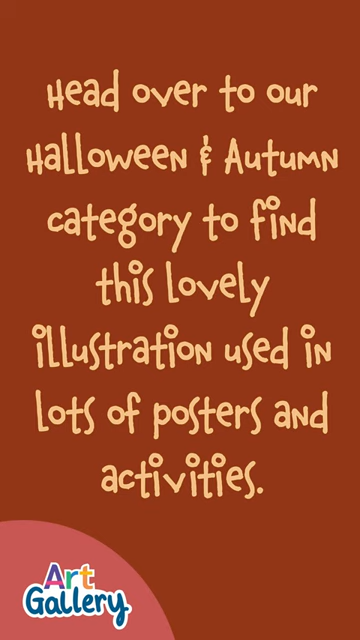 Head over to our
Halloween & Autumn
category to find
this lovely
illustration used in
lots of posters and
activities.
Art
Gallery